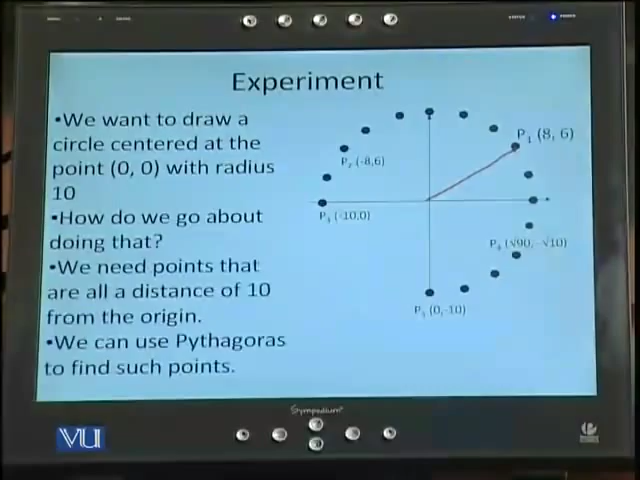 Experiment
•We want to draw a
circle centered at the
point (0, 0) with radius
10
•How do we go about
doing that?
•We need points that
are all a distance of 10
from the origin.
•We can use Pythagoras
to find such points.
P1 (8, 6)
P2 (-8,6)
P3 (-10,0)
(√90, -√10)
(0,-10)
Sympodium
VU